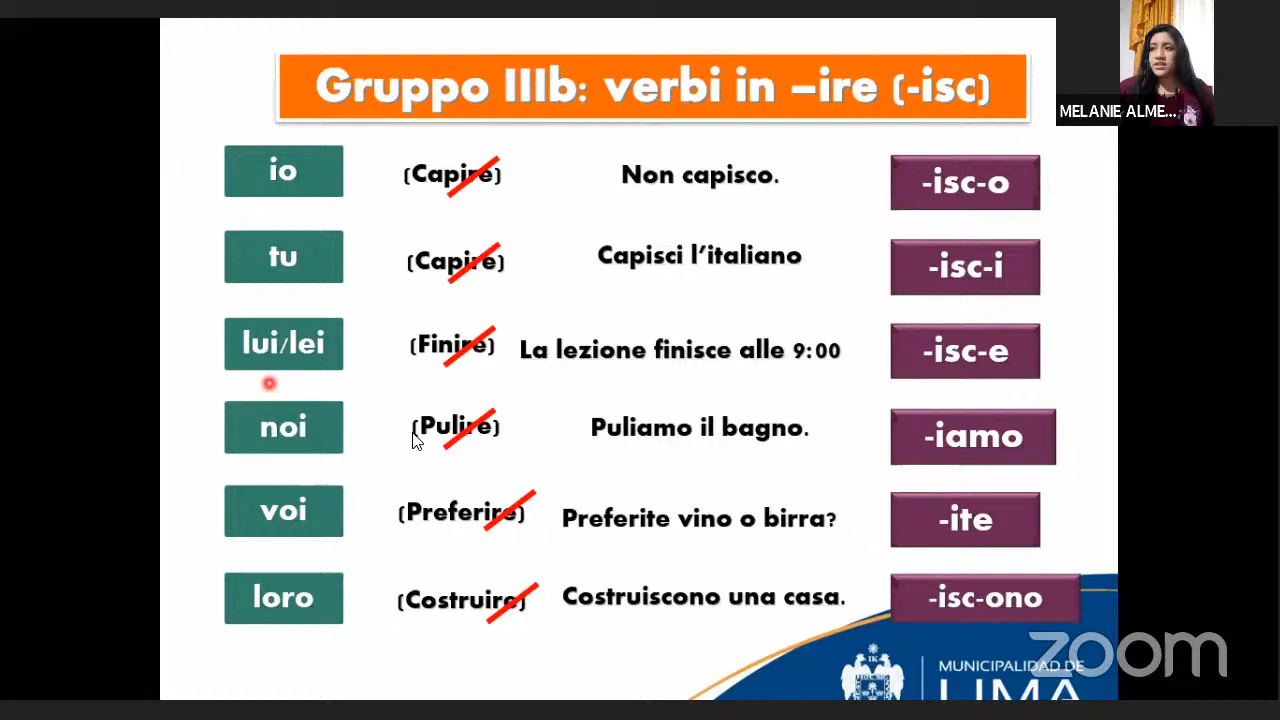 Gruppo IIIb: verbi in –ire (-isc)
MELANIE ALME...
io (Capire) Non capisco. -isc-o
tu (Capire) Capisci l’italiano -isc-i
lui/lei (Finire) La lezione finisce alle 9:00 -isc-e
noi (Pulire) Puliamo il bagno. -iamo
voi (Preferire) Preferite vino o birra? -ite
loro (Costruire) Costruiscono una casa. -isc-ono
MUNICIPALIDAD DE
LIMA
zoom